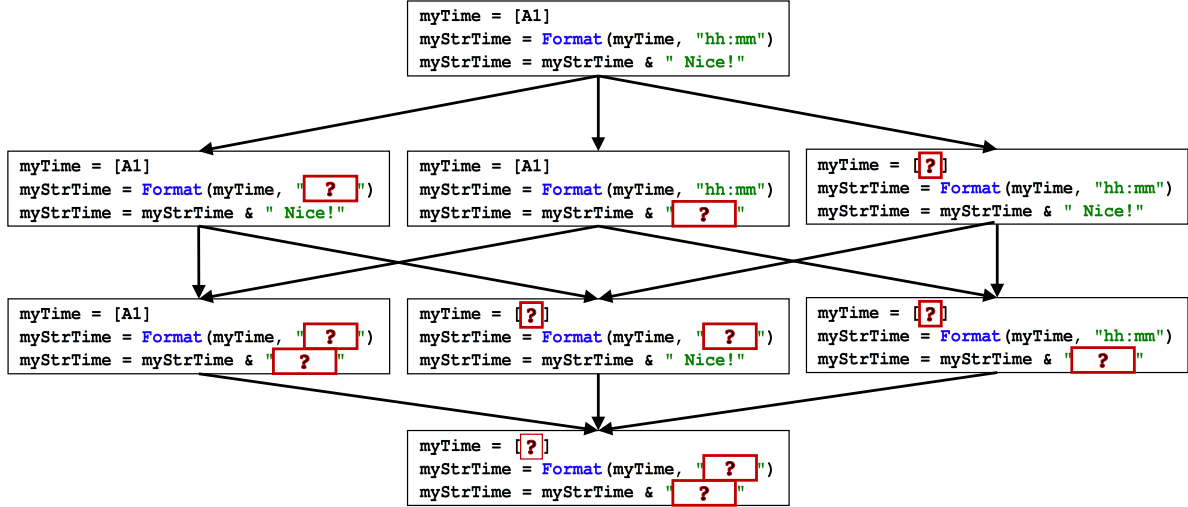 myTime = [A1]
myStrTime = Format(myTime, "hh:mm")
myStrTime = myStrTime & " Nice!"
myTime = [A1]
myStrTime = Format(myTime, "?")
myStrTime = myStrTime & " Nice!"
myTime = [A1]
myStrTime = Format(myTime, "hh:mm")
myStrTime = myStrTime & "?"
myTime = [?]
myStrTime = Format(myTime, "hh:mm")
myStrTime = myStrTime & " Nice!"
myTime = [A1]
myStrTime = Format(myTime, "?")
myStrTime = myStrTime & "?"
myTime = [?]
myStrTime = Format(myTime, "?")
myStrTime = myStrTime & " Nice!"
myTime = [?]
myStrTime = Format(myTime, "hh:mm")
myStrTime = myStrTime & "?"
myTime = [?]
myStrTime = Format(myTime, "?")
myStrTime = myStrTime & "?"